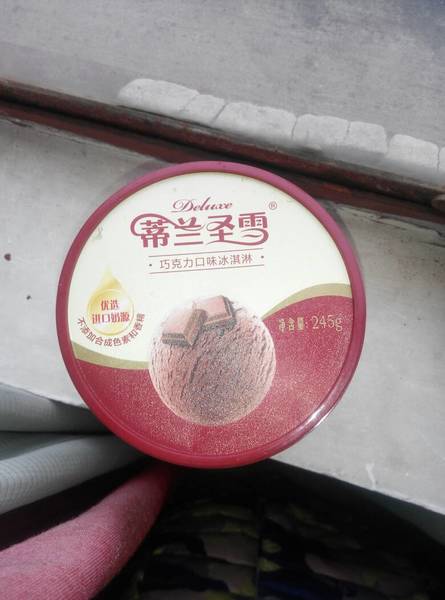 Deluxe
蒂兰圣雪®
·巧克力口味冰淇淋·
优选
进口奶源
不添加合成色素和香精
净含量:245g